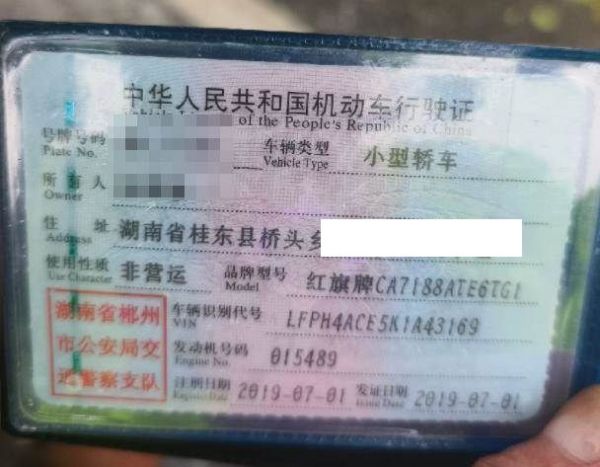 中华人民共和国机动车行驶证
of the People's Republic of China
号牌号码 Plate No. 车辆类型 Vehicle Type 小型轿车
所有人 Owner
住址 Address 湖南省桂东县桥头乡
使用性质 Use Character 非营运 品牌型号 Model 红旗牌CA7188ATE6TG1
湖南省郴州
市公安局交
通警察支队
车辆识别代号 VIN LFPH4ACE5K1A43169
发动机号码 Engine No. 015489
注册日期 Register Date 2019-07-01 发证日期 Issue Date 2019-07-01